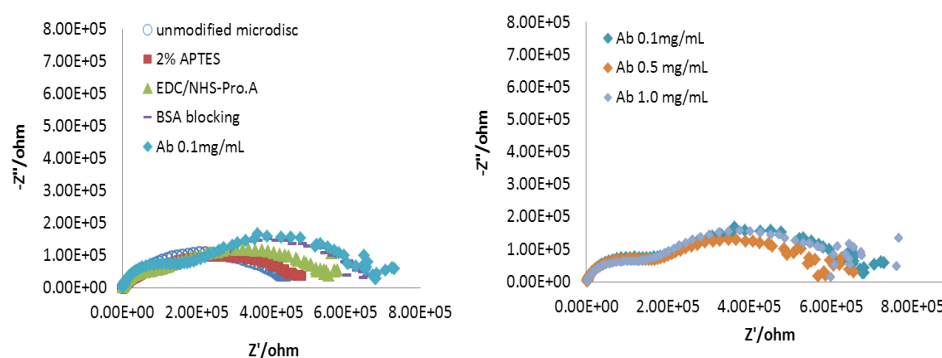 8.00E+05
7.00E+05
6.00E+05
5.00E+05
4.00E+05
3.00E+05
2.00E+05
1.00E+05
0.00E+00
-Z"/ohm
unmodified microdisc
2% APTES
EDC/NHS-Pro.A
BSA blocking
Ab 0.1mg/mL
0.00E+00 2.00E+05 4.00E+05 6.00E+05 8.00E+05
Z'/ohm
8.00E+05
7.00E+05
6.00E+05
5.00E+05
4.00E+05
3.00E+05
2.00E+05
1.00E+05
0.00E+00
-Z"/ohm
Ab 0.1mg/mL
Ab 0.5 mg/mL
Ab 1.0 mg/mL
0.00E+00 2.00E+05 4.00E+05 6.00E+05 8.00E+05
Z'/ohm